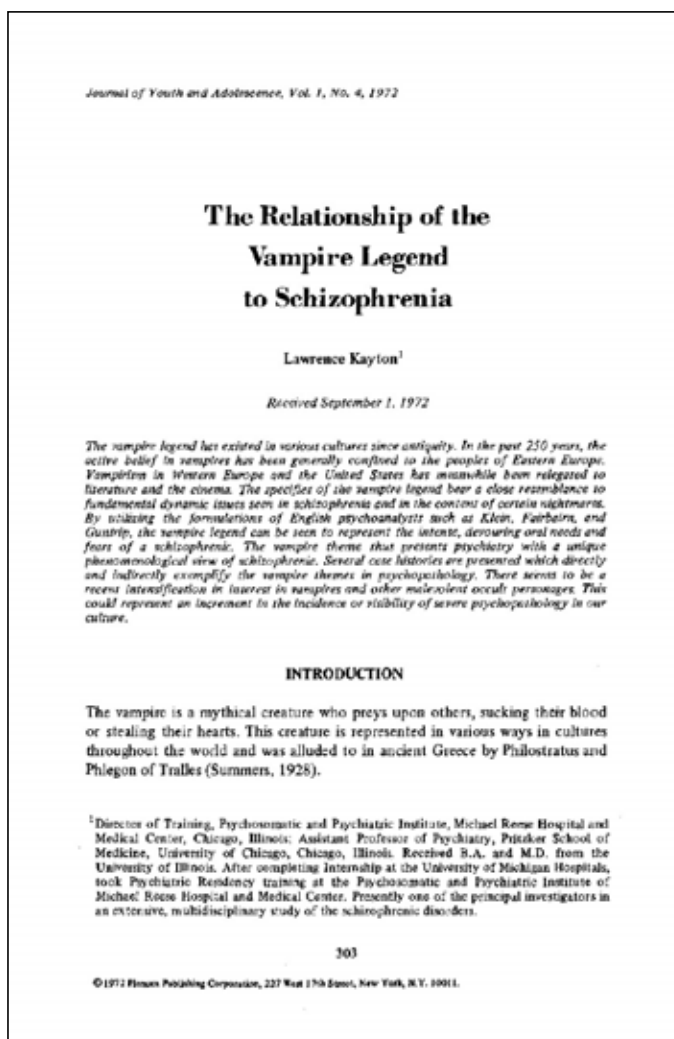 Journal of Youth and Adolescence, Vol. 1, No. 4, 1972
The Relationship of the
Vampire Legend
to Schizophrenia
Lawrence Kayton¹
Received September 1, 1972
The vampire legend has existed in various cultures since antiquity. In the past 250 years, the
active belief in vampires has been generally confined to the peoples of Eastern Europe.
Vampirism in Western Europe and the United States has meanwhile been relegated to
literature and the cinema. The specifics of the vampire legend bear a close resemblance to
fundamental dynamic issues seen in schizophrenia and in the content of certain nightmares.
By utilizing the formulations of English psychoanalysts such as Klein, Fairbairn, and
Guntrip, the vampire legend can be seen to represent the intense, devouring oral needs and
fears of a schizophrenic. The vampire theme thus presents psychiatry with a unique
phenomenological view of schizophrenia. Several case histories are presented which directly
and indirectly exemplify the vampire themes in psychopathology. There seems to be a
recent intensification in interest in vampires and other malevolent occult personages. This
could represent an increment in the incidence or visibility of severe psychopathology in our
culture.
INTRODUCTION
The vampire is a mythical creature who preys upon others, sucking their blood
or stealing their hearts. This creature is represented in various ways in cultures
throughout the world and was alluded to in ancient Greece by Philostratus and
Phlegon of Tralles (Summers, 1928).
¹Director of Training, Psychosomatic and Psychiatric Institute, Michael Reese Hospital and
Medical Center, Chicago, Illinois; Assistant Professor of Psychiatry, Pritzker School of
Medicine, University of Chicago, Chicago, Illinois. Received B.A. and M.D. from the
University of Illinois. After completing Internship at the University of Michigan Hospitals,
took Psychiatric Residency training at the Psychosomatic and Psychiatric Institute of
Michael Reese Hospital and Medical Center. Presently one of the principal investigators in
an extensive, multidisciplinary study of the schizophrenic disorders.
303
©1972 Plenum Publishing Corporation, 227 West 17th Street, New York, N.Y. 10011.